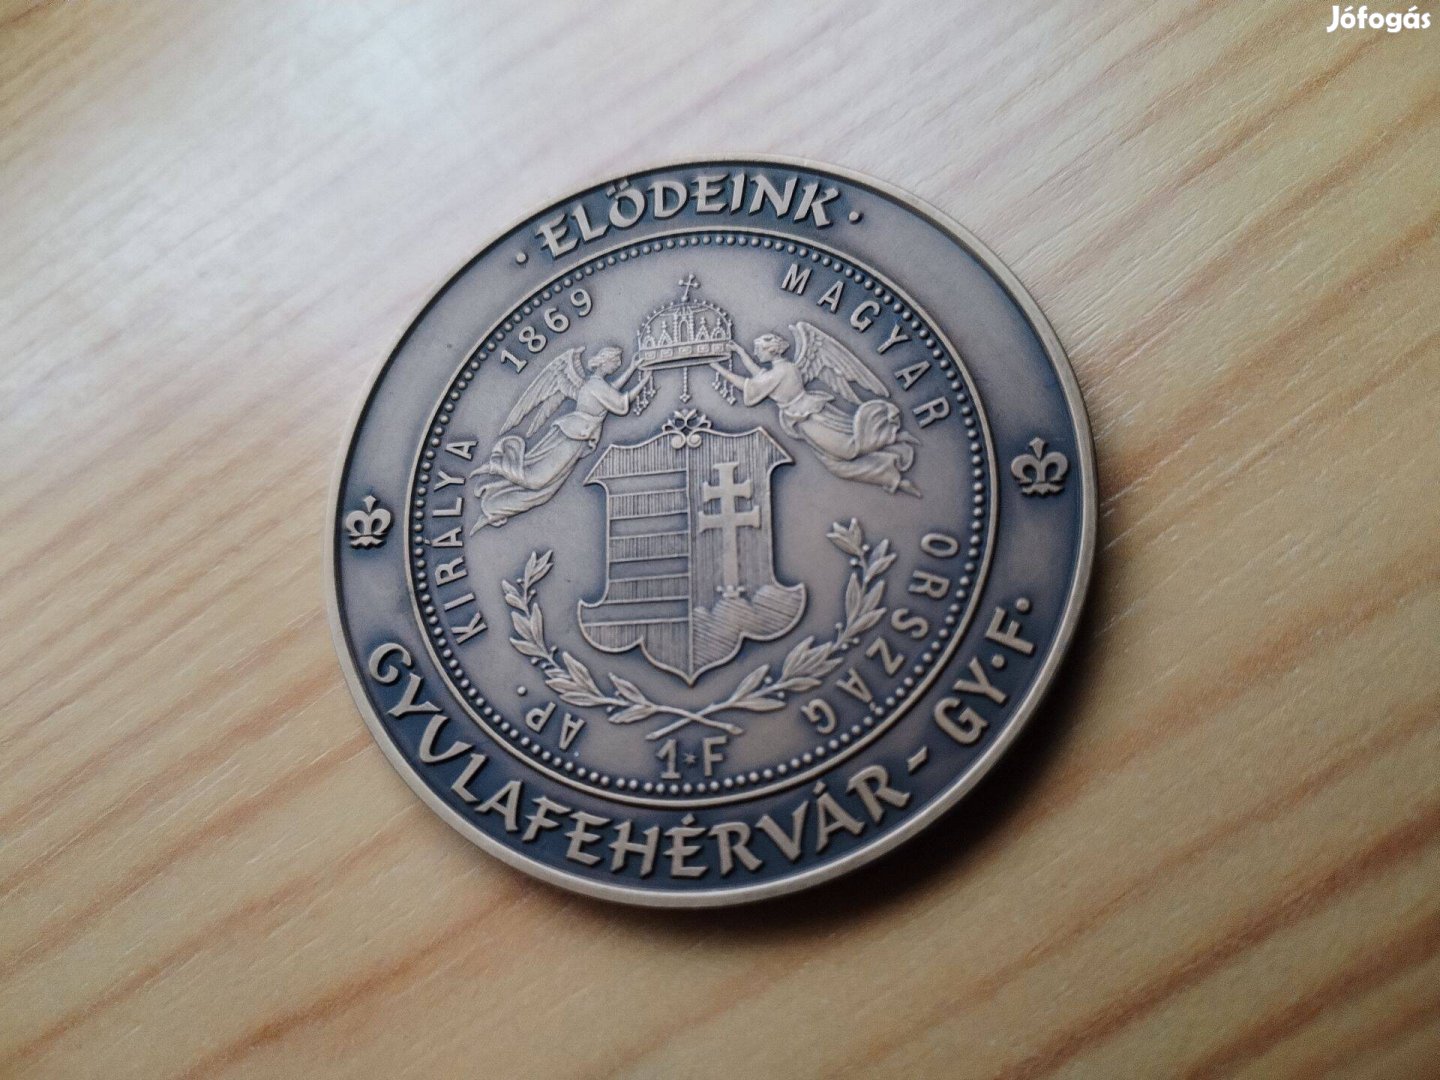 Jófogás
· ELŐDEINK ·
GYULAFEHÉRVÁR - GY·F·
MAGYAR ORSZÁG AP. KIRÁLYA 1869
1*F